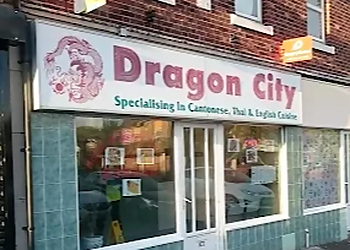 Dragon City
Specialising In Cantonese, Thai & English Cuisine